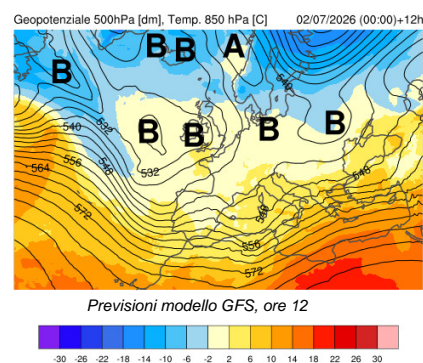 Geopotenziale 500hPa [dm], Temp. 850 hPa [C] 02/07/2026 (00:00)+12h
B B A
B
540
540 532
B B B B
564 556 548
532 548
572 548
556
572
Previsioni modello GFS, ore 12
-30 -26 -22 -18 -14 -10 -6 -2 2 6 10 14 18 22 26 30